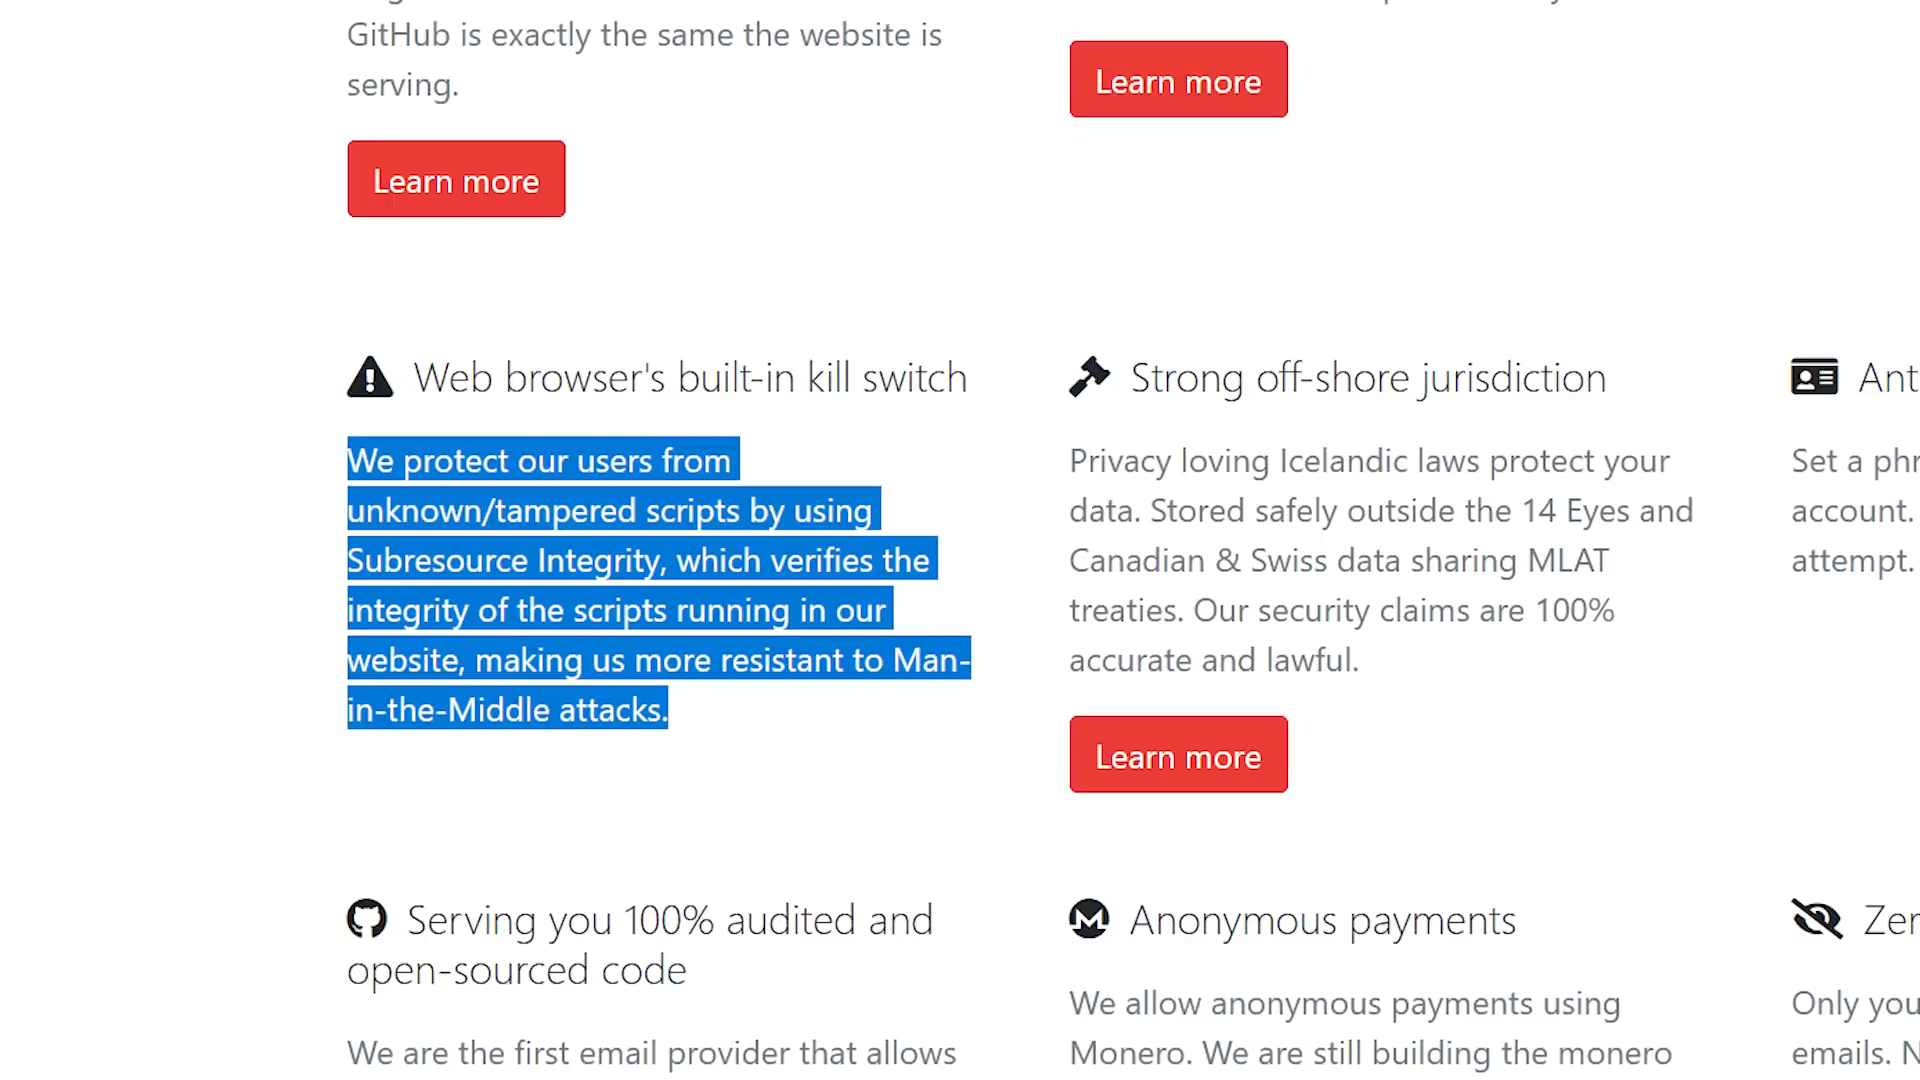 GitHub is exactly the same the website is
serving.
Learn more
Learn more
Web browser's built-in kill switch
We protect our users from
unknown/tampered scripts by using
Subresource Integrity, which verifies the
integrity of the scripts running in our
website, making us more resistant to Man-
in-the-Middle attacks.
Strong off-shore jurisdiction
Privacy loving Icelandic laws protect your
data. Stored safely outside the 14 Eyes and
Canadian & Swiss data sharing MLAT
treaties. Our security claims are 100%
accurate and lawful.
Learn more
Ant
Set a phr
account.
attempt.
Serving you 100% audited and
open-sourced code
We are the first email provider that allows
Anonymous payments
We allow anonymous payments using
Monero. We are still building the monero
Zer
Only you
emails. N